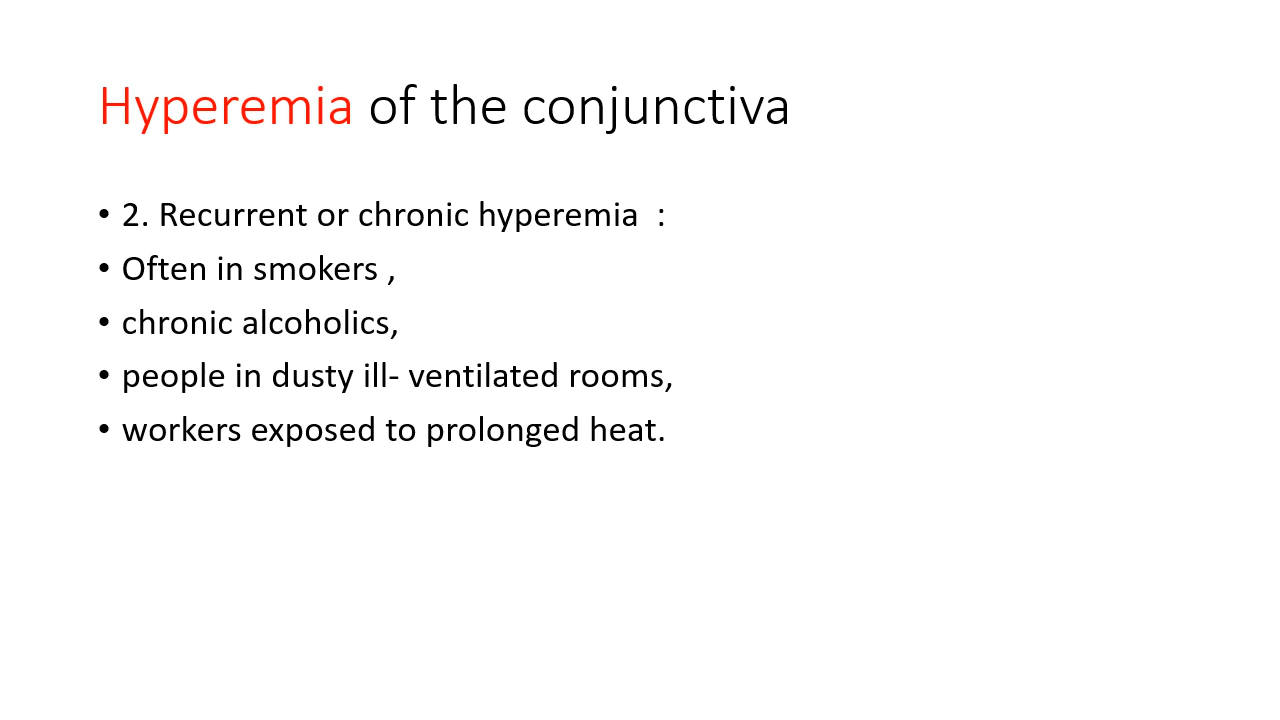 Hyperemia of the conjunctiva
• 2. Recurrent or chronic hyperemia  :
• Often in smokers ,
• chronic alcoholics,
• people in dusty ill- ventilated rooms,
• workers exposed to prolonged heat.